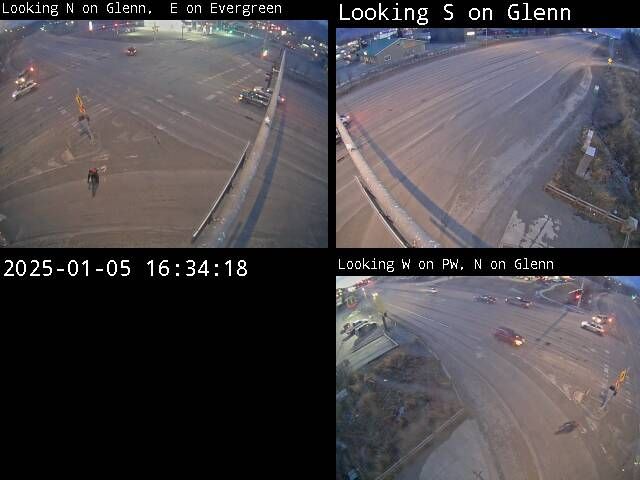 Looking N on Glenn, E on Evergreen
Looking S on Glenn
2025-01-05 16:34:18
Looking W on PW, N on Glenn